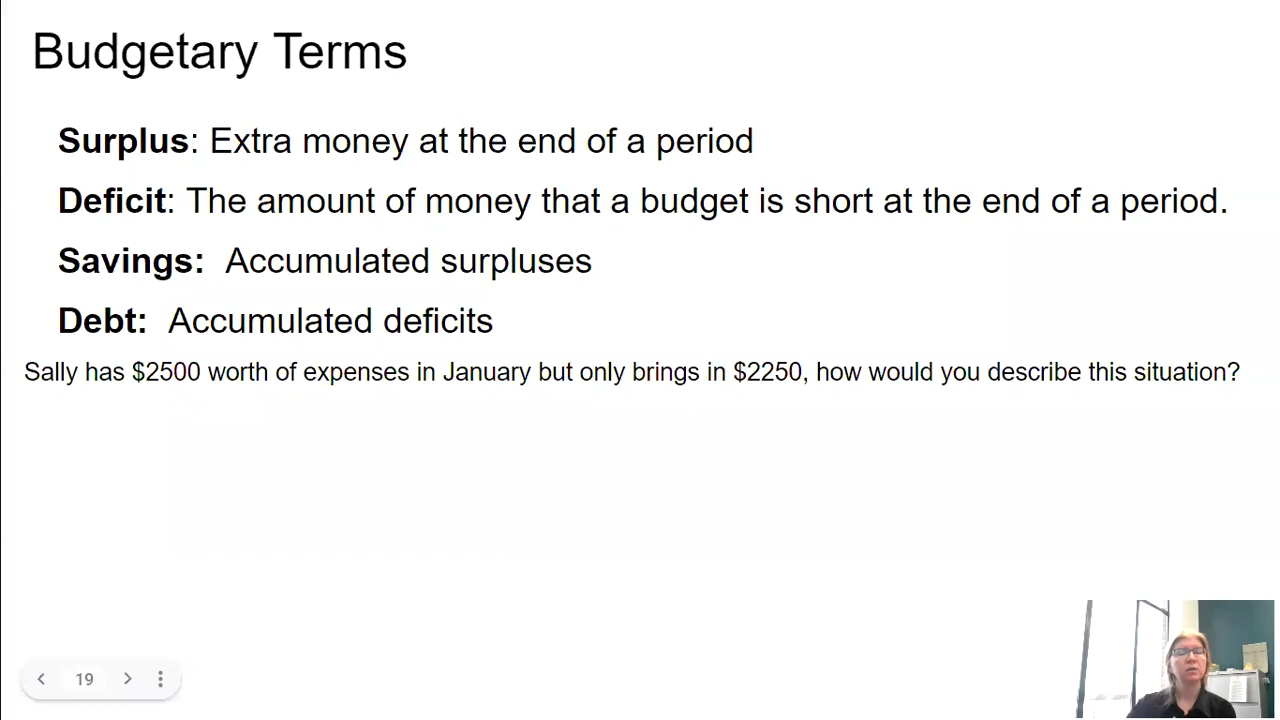 Budgetary Terms
Surplus: Extra money at the end of a period
Deficit: The amount of money that a budget is short at the end of a period.
Savings: Accumulated surpluses
Debt: Accumulated deficits
Sally has $2500 worth of expenses in January but only brings in $2250, how would you describe this situation?
19